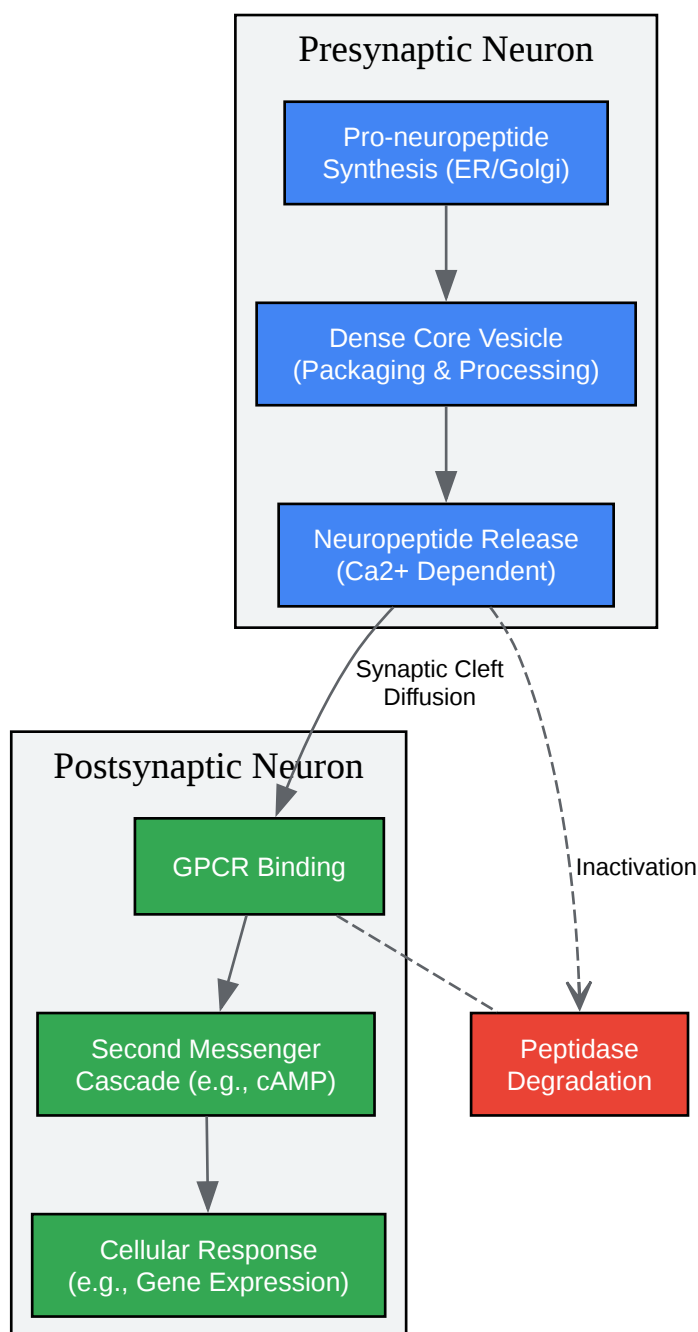 Presynaptic Neuron
Pro-neuropeptide
Synthesis (ER/Golgi)
Dense Core Vesicle
(Packaging & Processing)
Neuropeptide Release
(Ca2+ Dependent)
Synaptic Cleft
Diffusion
Postsynaptic Neuron
GPCR Binding
Inactivation
Second Messenger
Cascade (e.g., cAMP)
Peptidase
Degradation
Cellular Response
(e.g., Gene Expression)